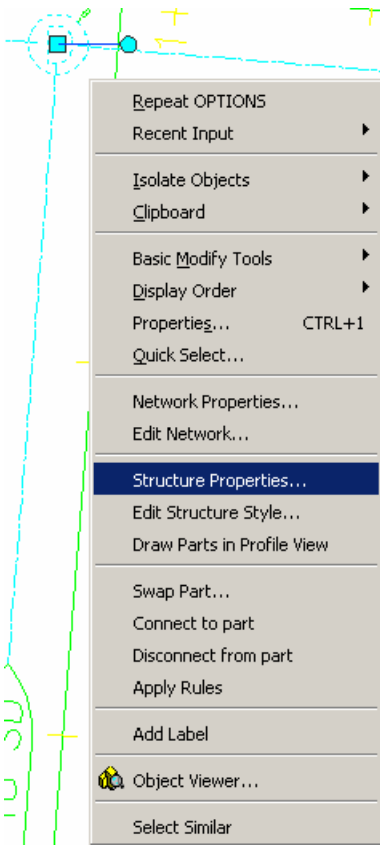 Repeat OPTIONS
Recent Input
Isolate Objects
Clipboard
Basic Modify Tools
Display Order
Properties... CTRL+1
Quick Select...
Network Properties...
Edit Network...
Structure Properties...
Edit Structure Style...
Draw Parts in Profile View
Swap Part...
Connect to part
Disconnect from part
Apply Rules
Add Label
Object Viewer...
Select Similar